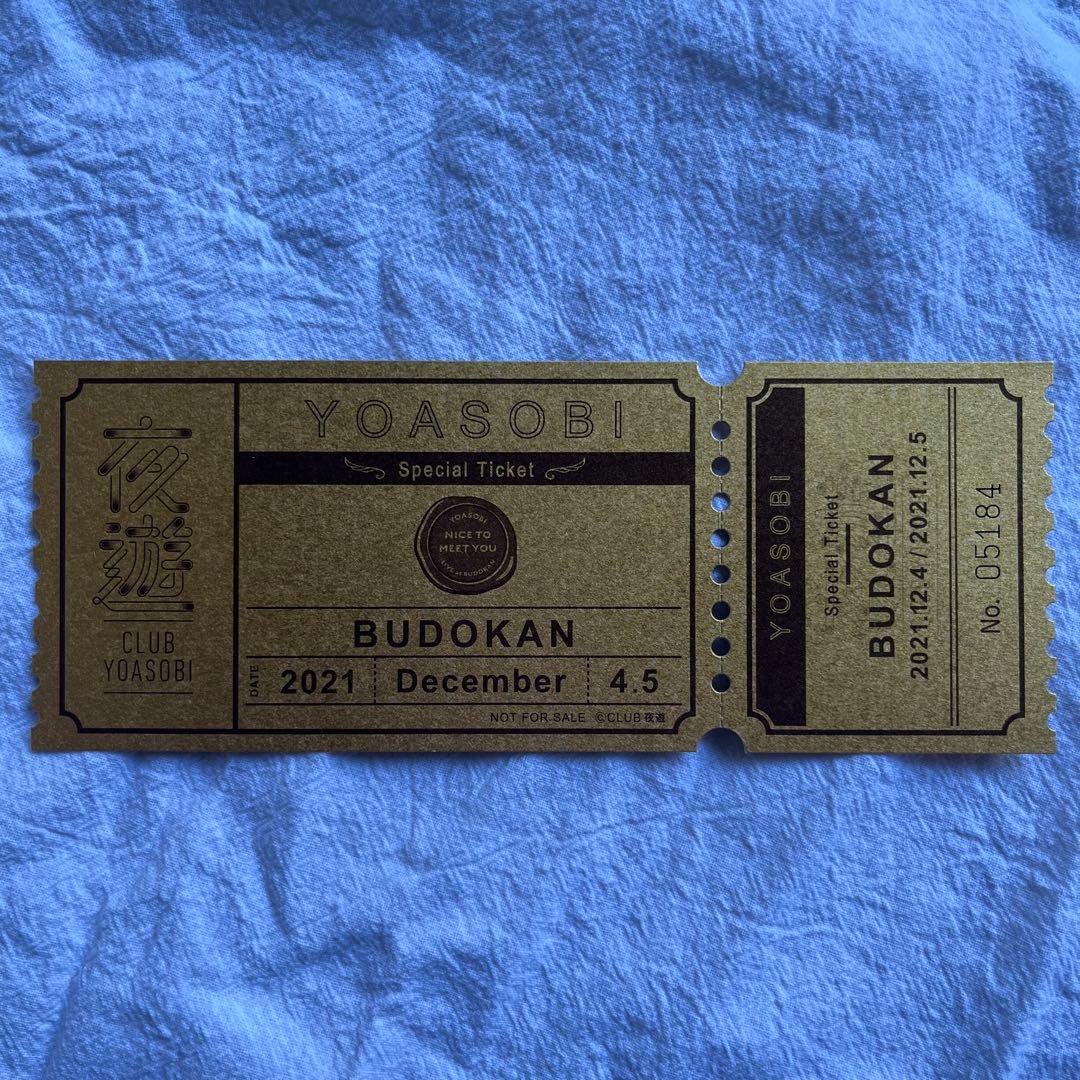 夜遊
CLUB
YOASOBI
YOASOBI
Special Ticket
YOASOBI
NICE TO
MEET YOU
LIVE at BUDOKAN
BUDOKAN
DATE
2021
December
4.5
NOT FOR SALE ©CLUB 夜遊
YOASOBI
Special Ticket
BUDOKAN
2021.12.4 / 2021.12.5
No. 05184